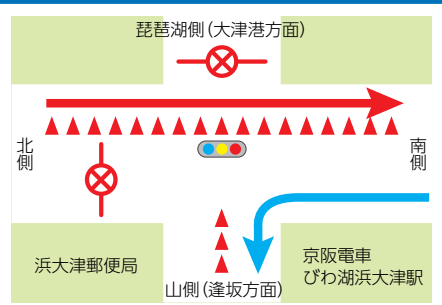 琵琶湖側(大津港方面)
北側
南側
浜大津郵便局
京阪電車
びわ湖浜大津駅
山側(逢坂方面)